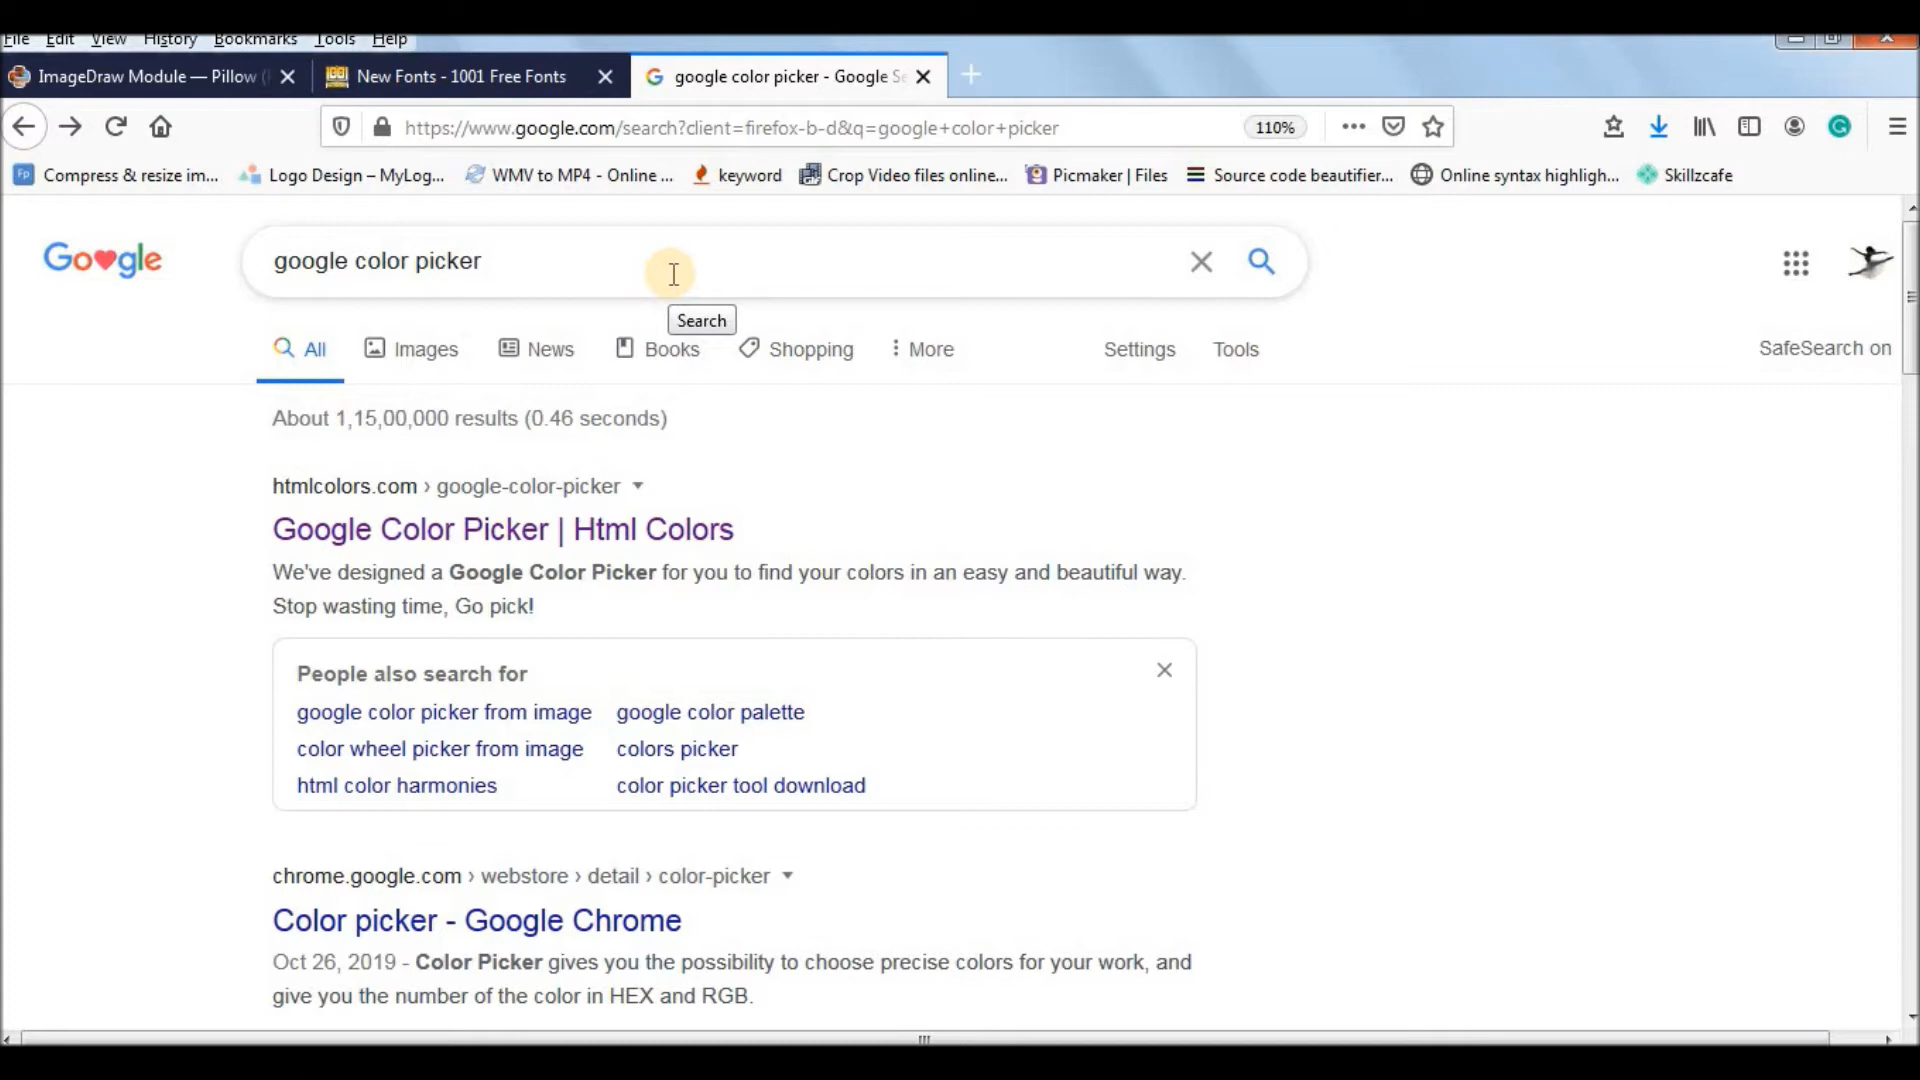 File Edit View History Bookmarks Tools Help
ImageDraw Module — Pillow (
New Fonts - 1001 Free Fonts
google color picker - Google Se
https://www.google.com/search?client=firefox-b-d&q=google+color+picker
110%
Compress & resize im...
Logo Design – MyLog...
WMV to MP4 - Online ...
keyword
Crop Video files online...
Picmaker | Files
Source code beautifier...
Online syntax highligh...
Skillzcafe
Google
google color picker
Search
All
Images
News
Books
Shopping
More
Settings
Tools
SafeSearch on
About 1,15,00,000 results (0.46 seconds)
htmlcolors.com › google-color-picker
Google Color Picker | Html Colors
We've designed a Google Color Picker for you to find your colors in an easy and beautiful way.
Stop wasting time, Go pick!
People also search for
google color picker from image
google color palette
color wheel picker from image
colors picker
html color harmonies
color picker tool download
chrome.google.com › webstore › detail › color-picker
Color picker - Google Chrome
Oct 26, 2019 - Color Picker gives you the possibility to choose precise colors for your work, and
give you the number of the color in HEX and RGB.